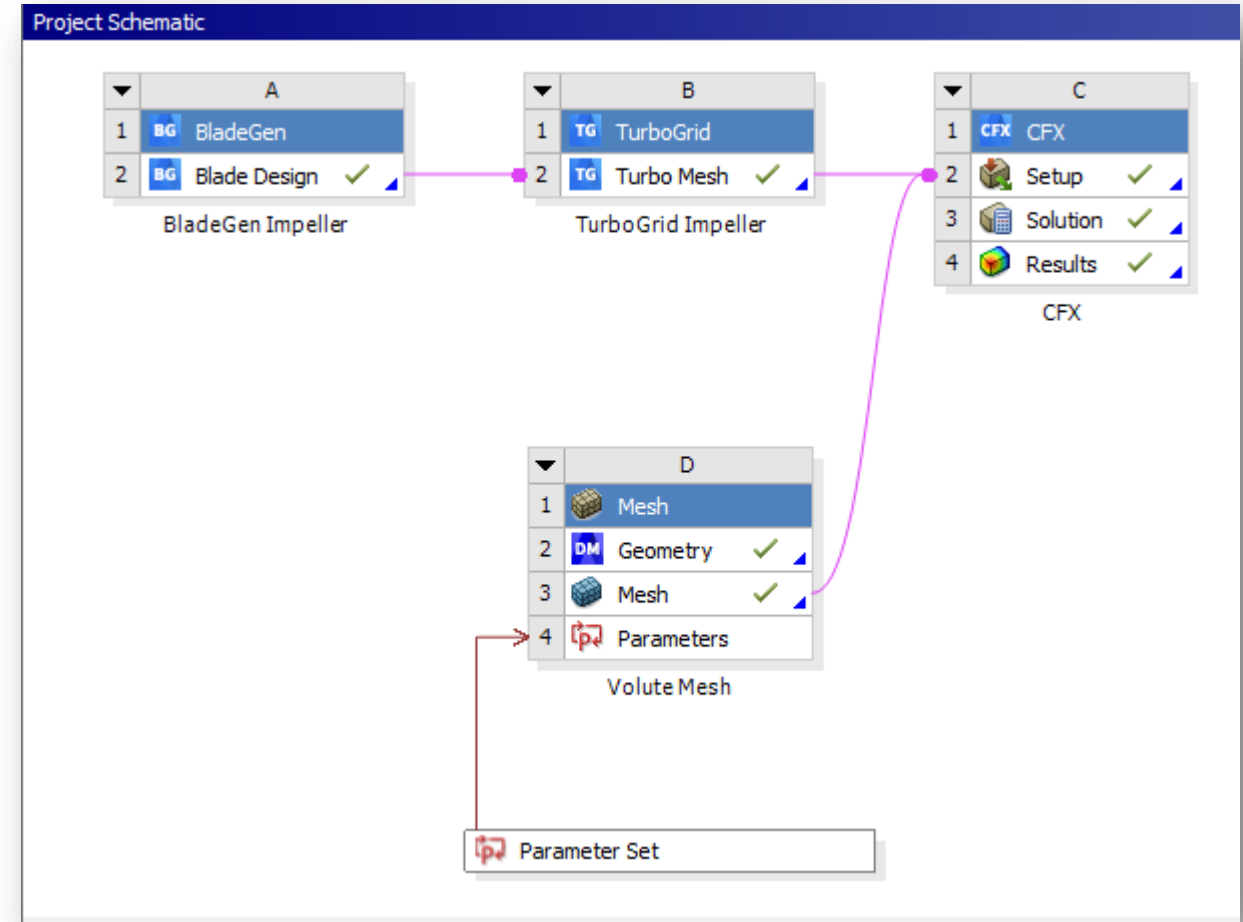 Project Schematic
A
1 BG BladeGen
2 BG Blade Design
BladeGen Impeller
B
1 TG TurboGrid
2 TG Turbo Mesh
TurboGrid Impeller
C
1 CFX CFX
2 Setup
3 Solution
4 Results
CFX
D
1 Mesh
2 DM Geometry
3 Mesh
4 p Parameters
Volute Mesh
p Parameter Set